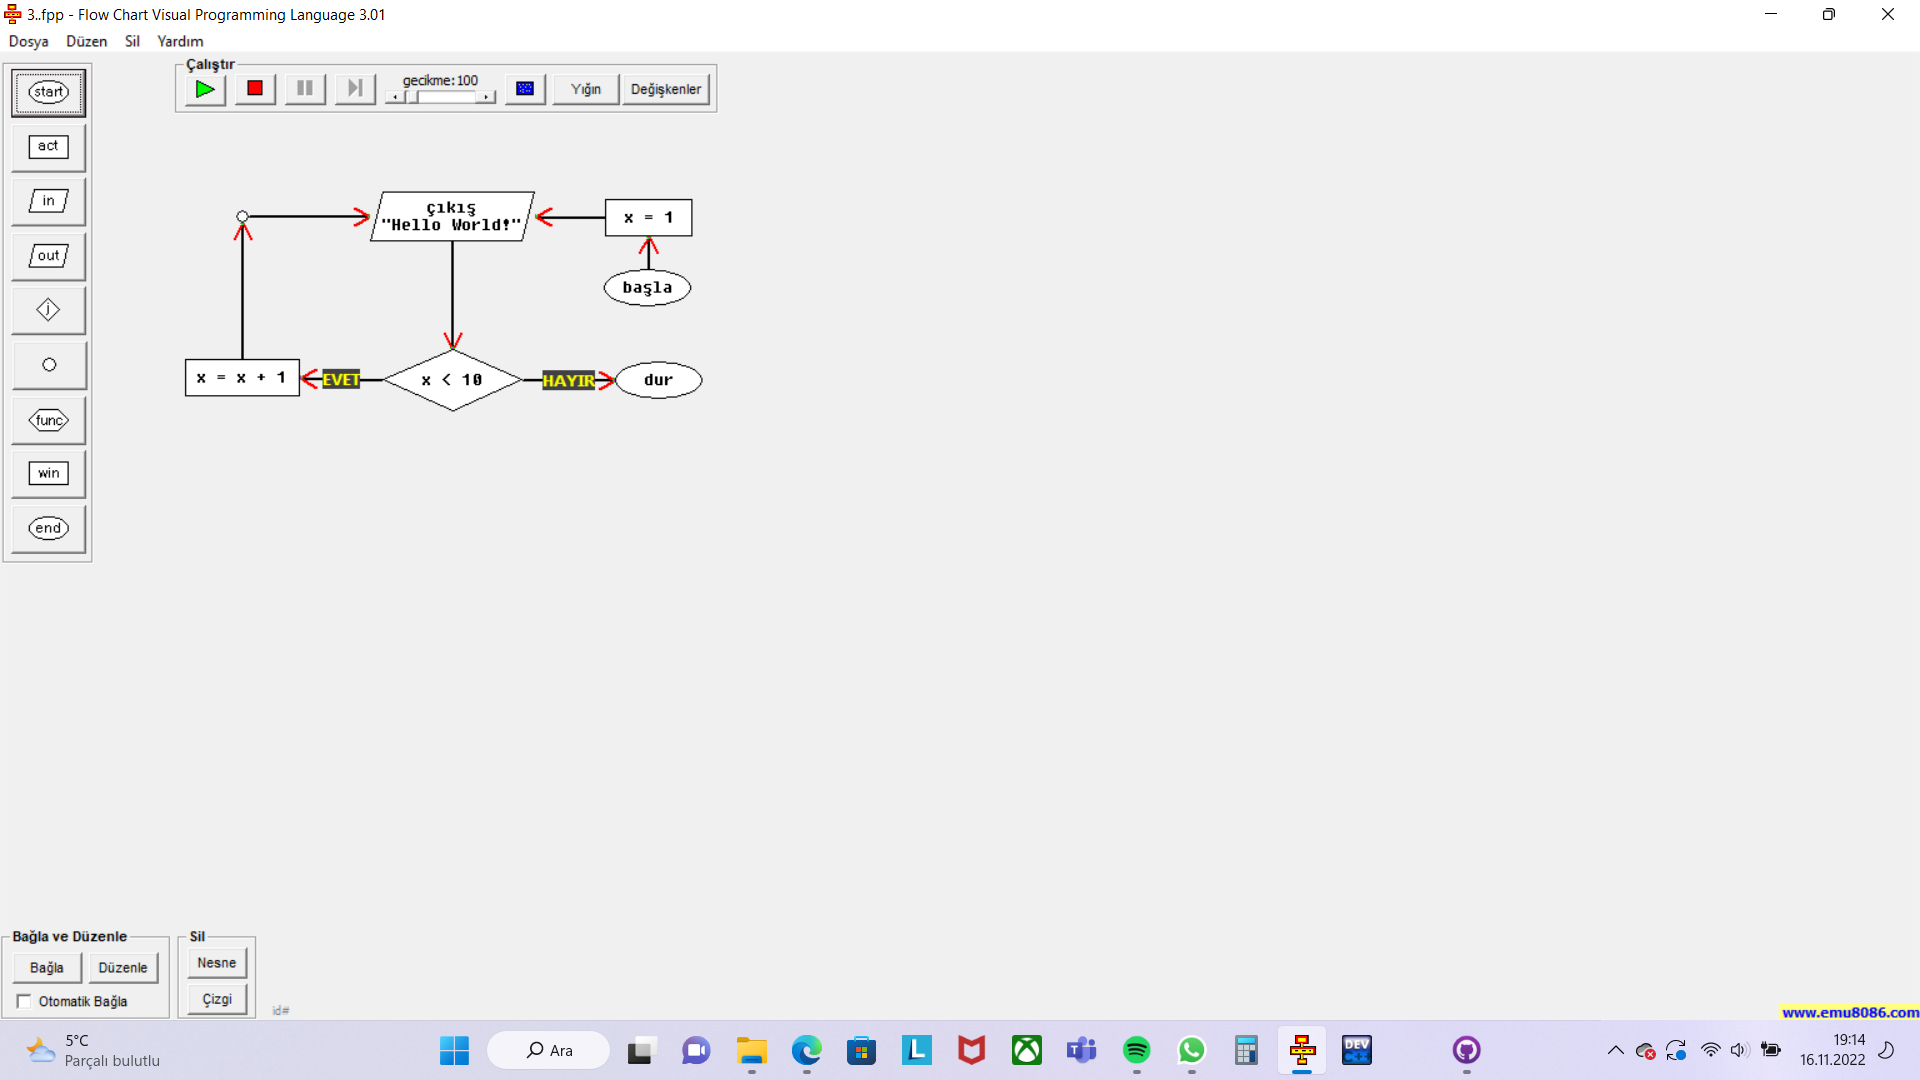 3..fpp - Flow Chart Visual Programming Language 3.01
Dosya Düzen Sil Yardım
Çalıştır
gecikme:100
Yığın
Değişkenler
start
act
in
out
j
func
win
end
çıkış
"Hello World!"
x = 1
başla
x = x + 1
EVET
x < 10
HAYIR
dur
Bağla ve Düzenle
Bağla
Düzenle
Otomatik Bağla
Sil
Nesne
Çizgi
id#
www.emu8086.com
5°C
Parçalı bulutlu
Ara
L
DEV
C++
19:14
16.11.2022